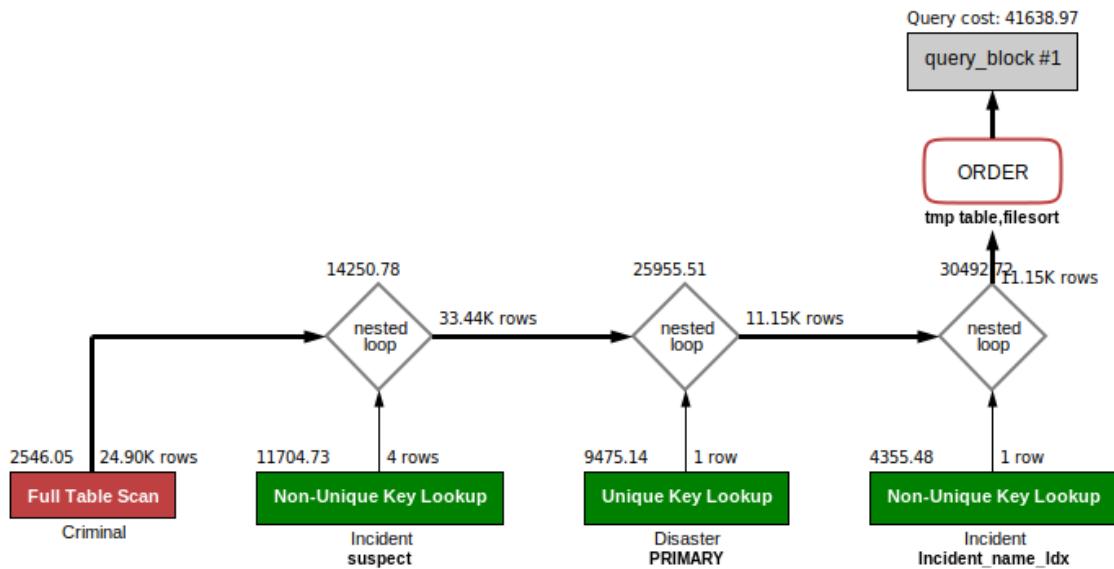 Query cost: 41638.97
query_block #1
ORDER
tmp table,filesort
14250.78
25955.51
30492.72
11.15K rows
nested
loop
33.44K rows
nested
loop
11.15K rows
nested
loop
2546.05
24.90K rows
11704.73
4 rows
9475.14
1 row
4355.48
1 row
Full Table Scan
Non-Unique Key Lookup
Unique Key Lookup
Non-Unique Key Lookup
Criminal
Incident
suspect
Disaster
PRIMARY
Incident
Incident_name_Idx